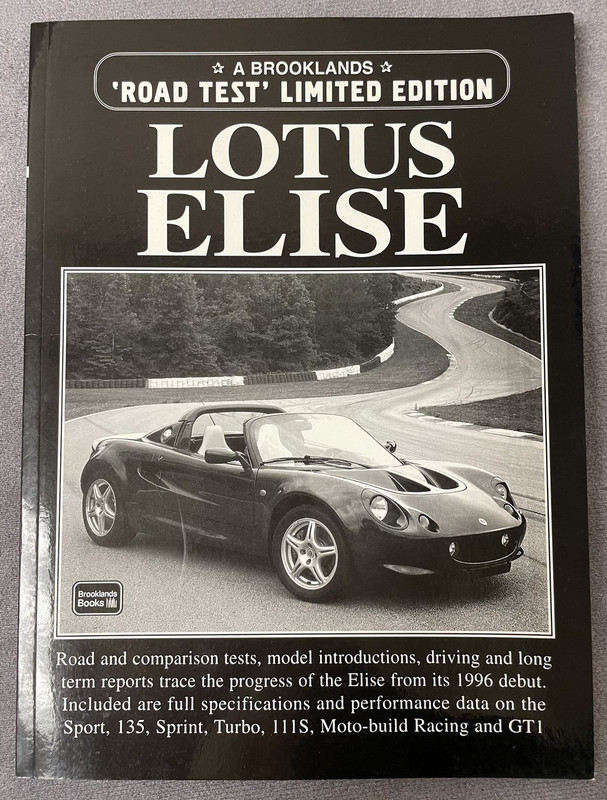 ☆ A BROOKLANDS ☆
'ROAD TEST' LIMITED EDITION
LOTUS
ELISE
Brooklands
Books
Road and comparison tests, model introductions, driving and long
term reports trace the progress of the Elise from its 1996 debut.
Included are full specifications and performance data on the
Sport, 135, Sprint, Turbo, 111S, Moto-build Racing and GT1